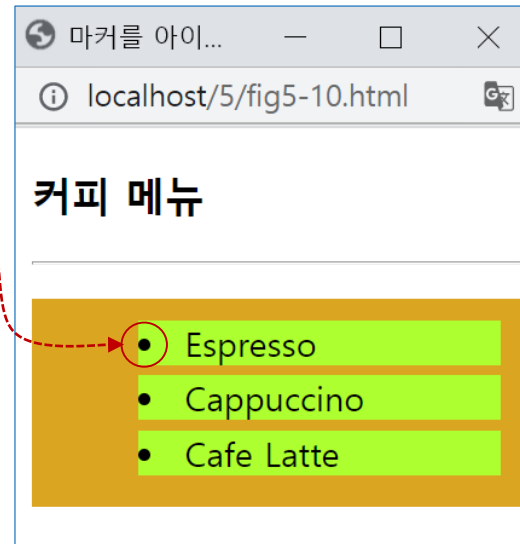 마커를 아이...
localhost/5/fig5-10.html
커피 메뉴
• Espresso
• Cappuccino
• Cafe Latte